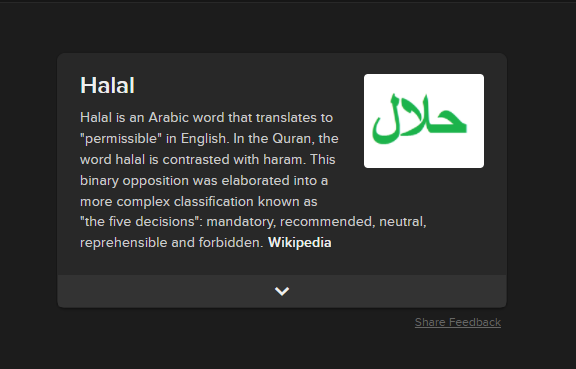 Halal
حلال
Halal is an Arabic word that translates to
"permissible" in English. In the Quran, the
word halal is contrasted with haram. This
binary opposition was elaborated into a
more complex classification known as
"the five decisions": mandatory, recommended, neutral,
reprehensible and forbidden. Wikipedia
Share Feedback